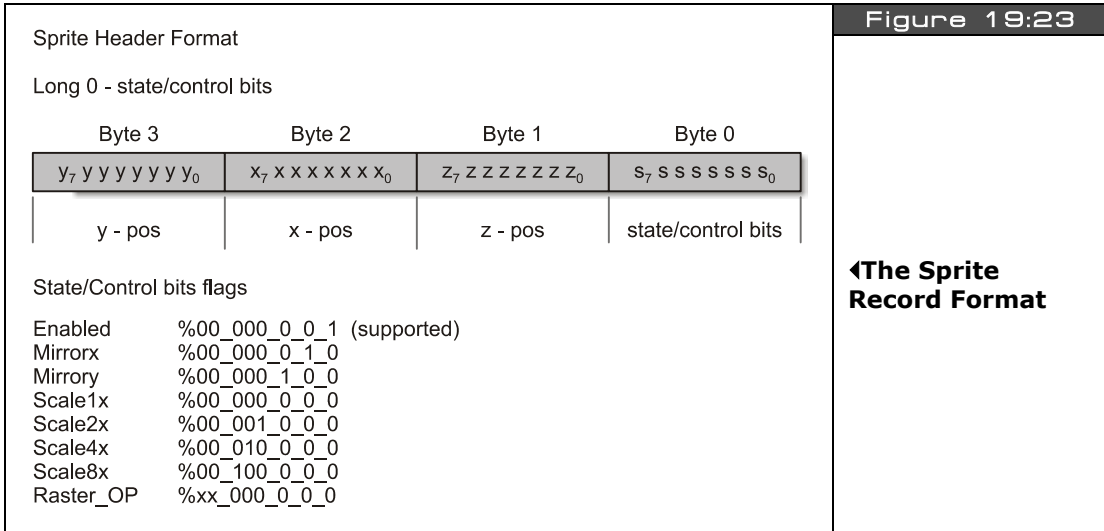 Figure 19:23
Sprite Header Format
Long 0 - state/control bits
Byte 3 Byte 2 Byte 1 Byte 0
y₇ y y y y y y y₀ x₇ x x x x x x x₀ z₇ z z z z z z z₀ s₇ s s s s s s s₀
y - pos x - pos z - pos state/control bits
State/Control bits flags
Enabled %00_000_0_0_1 (supported)
Mirrorx %00_000_0_1_0
Mirrory %00_000_1_0_0
Scale1x %00_000_0_0_0
Scale2x %00_001_0_0_0
Scale4x %00_010_0_0_0
Scale8x %00_100_0_0_0
Raster_OP %xx_000_0_0_0
The Sprite
Record Format